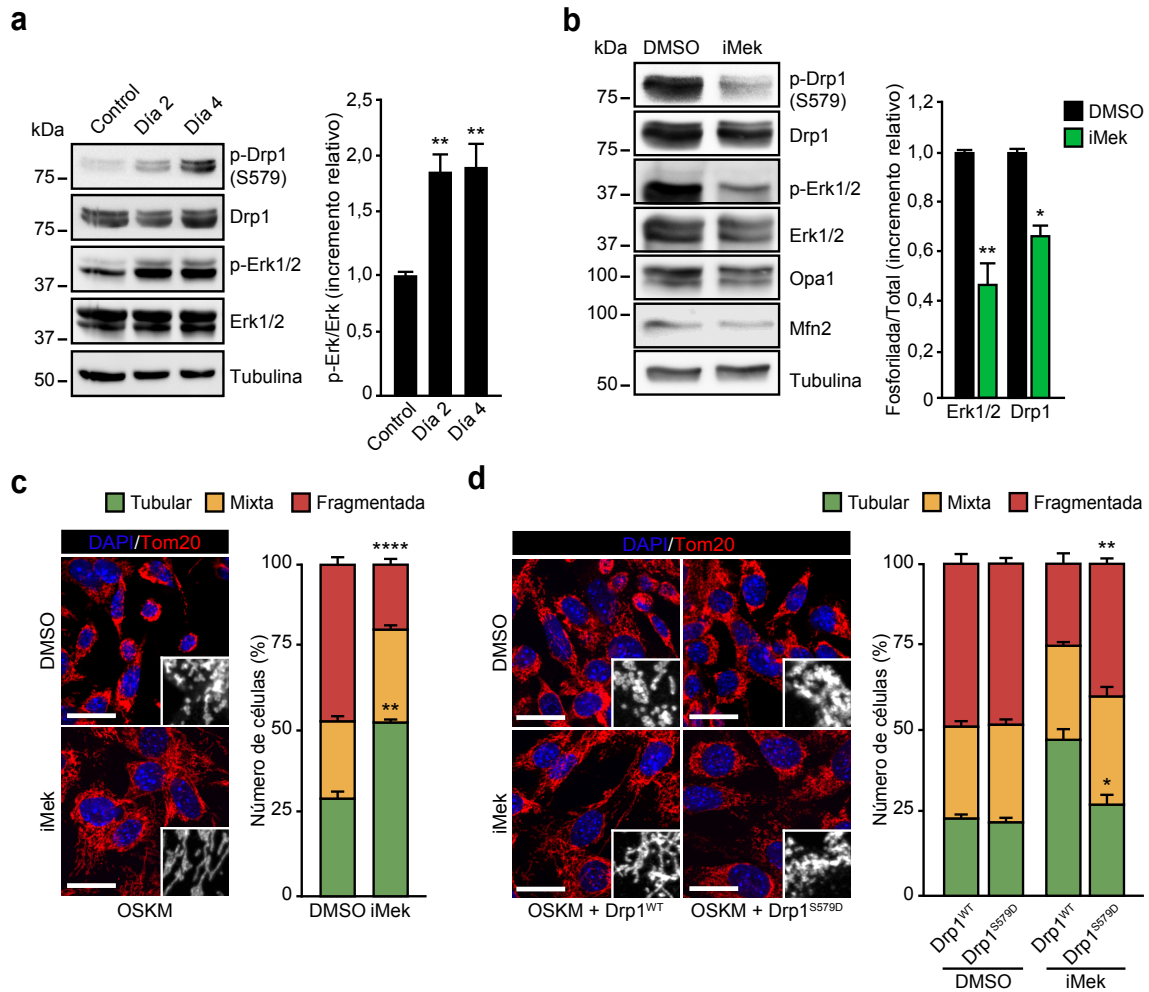 a
kDa
Control
Día 2
Día 4
75
p-Drp1
(S579)
75
Drp1
37
p-Erk1/2
37
Erk1/2
50
Tubulina
p-Erk/Erk (incremento relativo)
2,5
2.0
1,5
1,0
0,5
0
Control
Día 2
Día 4
**
**
b
kDa
DMSO
iMek
75
p-Drp1
(S579)
75
Drp1
37
p-Erk1/2
37
Erk1/2
100
Opa1
100
Mfn2
50
Tubulina
Fosforilada/Total (incremento relativo)
1,2
1,0
0,8
0,6
0,4
0,2
0
**
*
Erk1/2
Drp1
DMSO
iMek
c
Tubular
Mixta
Fragmentada
DAPI/Tom20
DMSO
iMek
OSKM
Número de células (%)
100
75
50
25
0
****
**
DMSO iMek
d
Tubular
Mixta
Fragmentada
DAPI/Tom20
DMSO
iMek
OSKM + Drp1WT
OSKM + Drp1S579D
Número de células (%)
100
75
50
25
0
**
*
Drp1WT
Drp1S579D
Drp1WT
Drp1S579D
DMSO
iMek